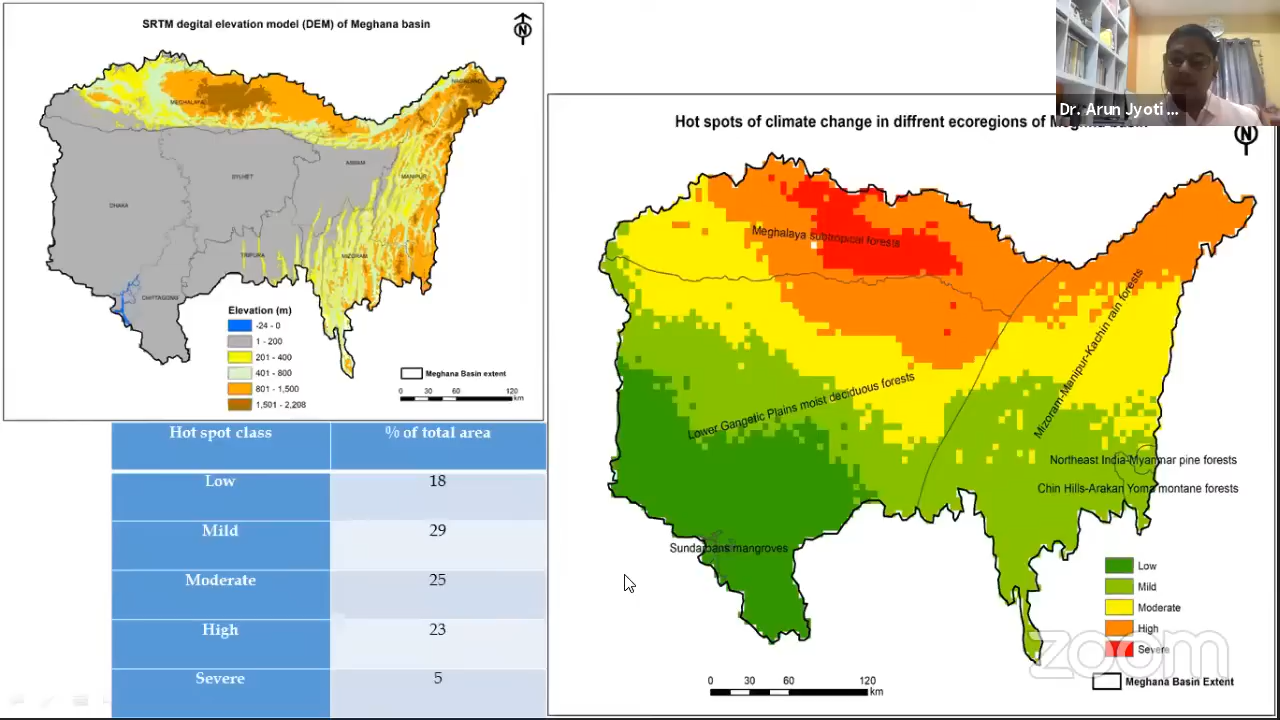 SRTM degital elevation model (DEM) of Meghana basin
N
NAGALAND
MEGHALAYA
ASSAM
MANIPUR
SYLHET
DHAKA
TRIPURA
MIZORAM
CHIITAGONG
Elevation (m)
-24 - 0
1 - 200
201 - 400
401 - 800
801 - 1,500
1,501 - 2,208
Meghana Basin extent
0 30 60 120
km
Hot spot class % of total area
Low 18
Mild 29
Moderate 25
High 23
Severe 5
Dr. Arun Jyoti ...
Hot spots of climate change in diffrent ecoregions of
N
Meghalaya subtropical forests
Mizoram-Manipur-Kachin rain forests
Lower Gangetic Plains moist deciduous forests
Northeast India-Myanmar pine forests
Chin Hills-Arakan Yoma montane forests
Sundarbans mangroves
Low
Mild
Moderate
High
Severe
Meghana Basin Extent
0 30 60 120
km
zoom